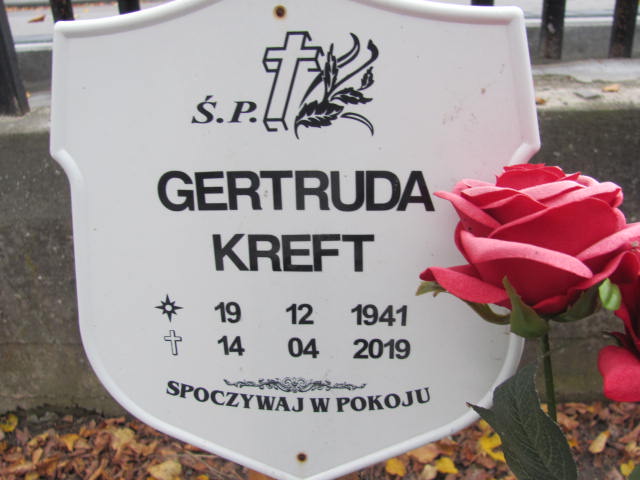 Ś.P.
GERTRUDA
KREFT
19 12 1941
14 04 2019
SPOCZYWAJ W POKOJU